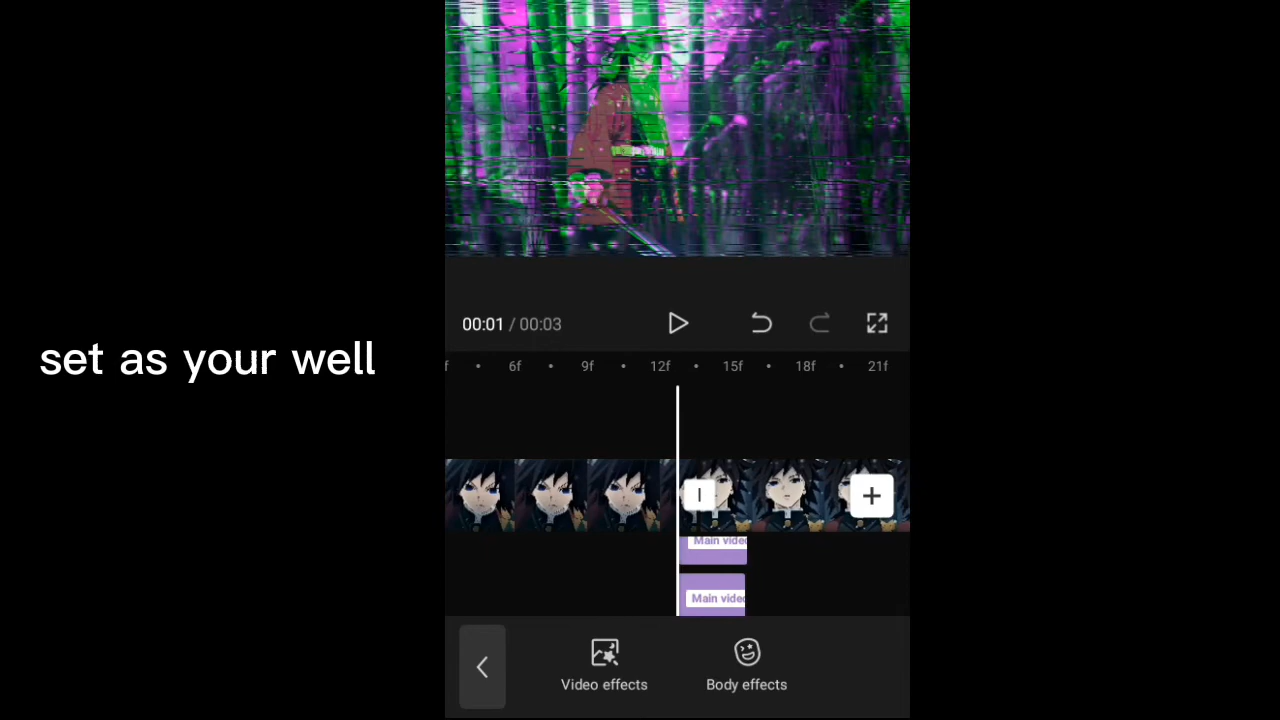 set as your well
00:01 / 00:03
f 6f 9f 12f 15f 18f 21f
Main video
Main video
Video effects
Body effects